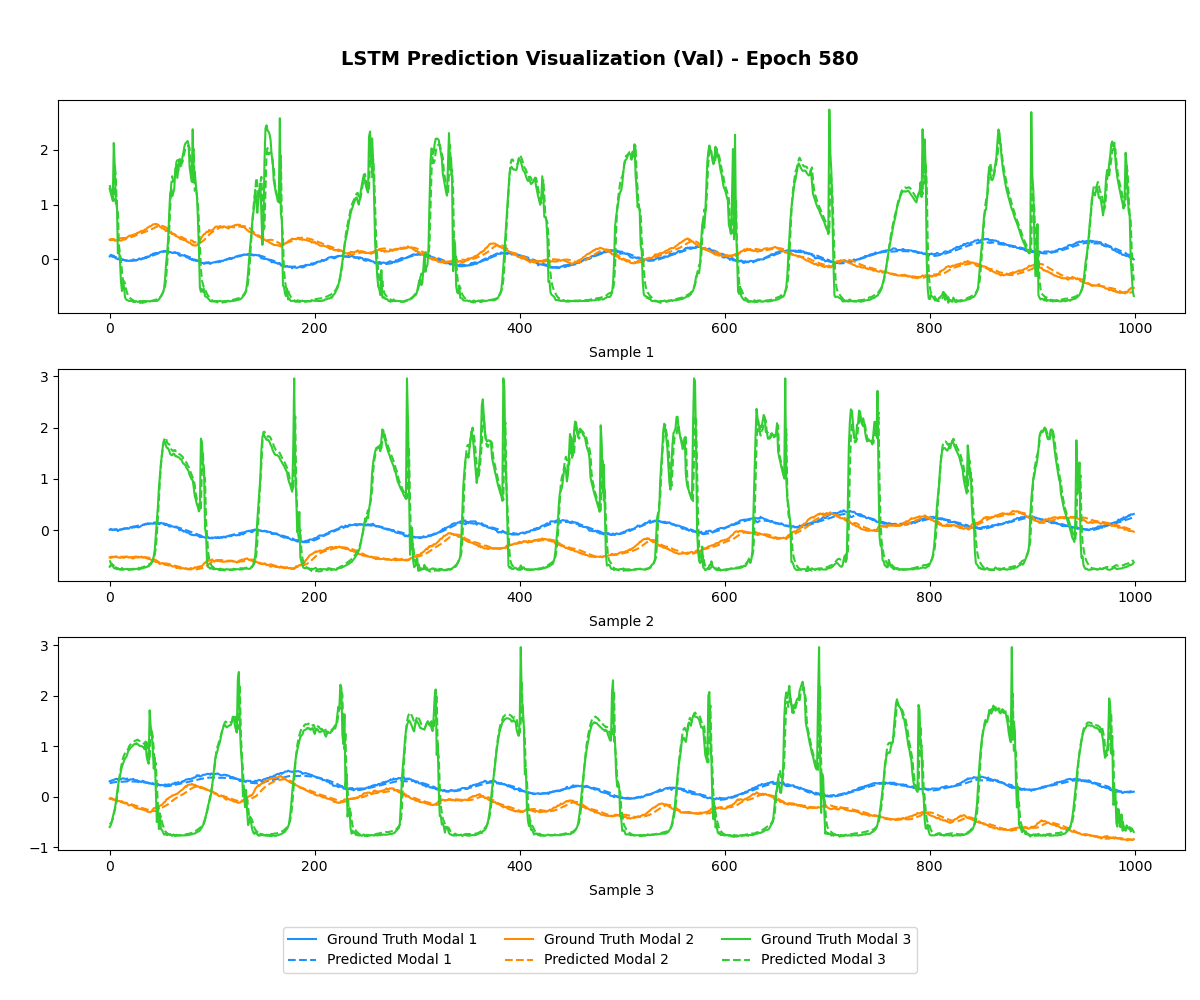 LSTM Prediction Visualization (Val) - Epoch 580
2
1
0
0 200 400 600 800 1000
Sample 1
3
2
1
0
0 200 400 600 800 1000
Sample 2
3
2
1
0
−1
0 200 400 600 800 1000
Sample 3
Ground Truth Modal 1 Ground Truth Modal 2 Ground Truth Modal 3
Predicted Modal 1 Predicted Modal 2 Predicted Modal 3